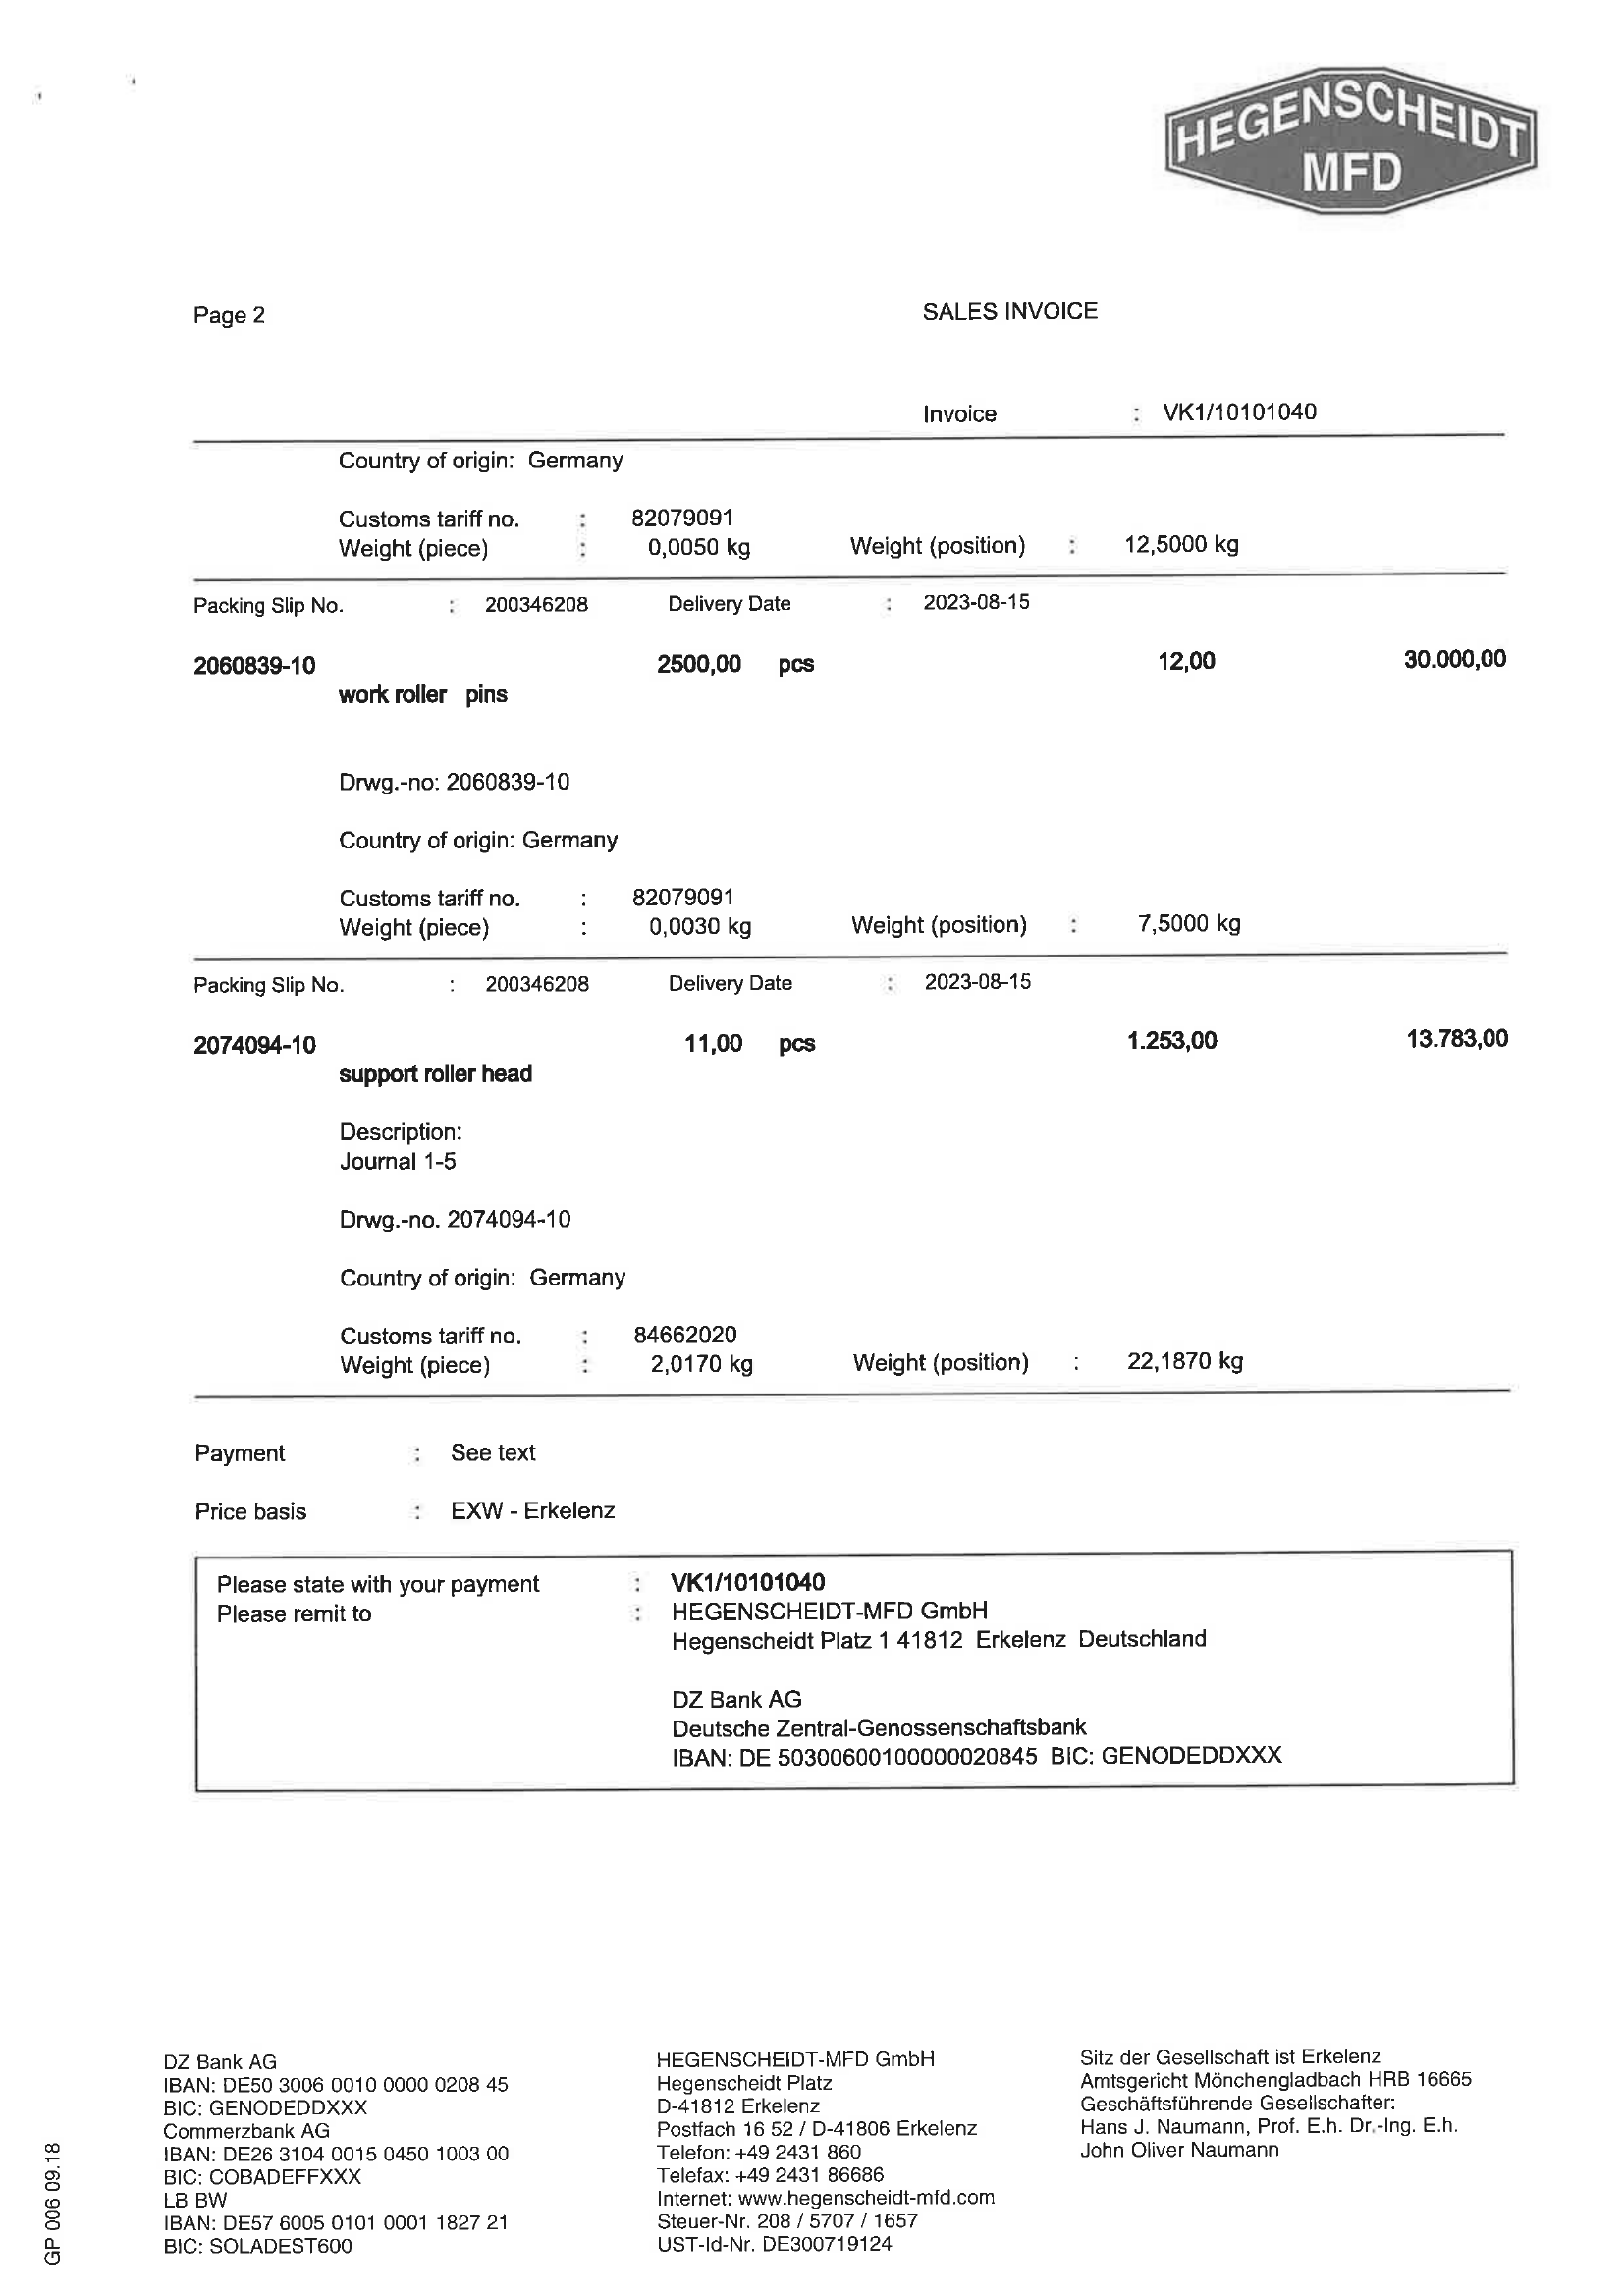 HEGENSCHEIDT
MFD
Page 2 SALES INVOICE
Invoice : VK1/10101040
Country of origin: Germany
Customs tariff no. : 82079091
Weight (piece) : 0,0050 kg Weight (position) : 12,5000 kg
Packing Slip No. : 200346208 Delivery Date : 2023-08-15
2060839-10 2500,00 pcs 12,00 30.000,00
work roller pins
Drwg.-no: 2060839-10
Country of origin: Germany
Customs tariff no. : 82079091
Weight (piece) : 0,0030 kg Weight (position) : 7,5000 kg
Packing Slip No. : 200346208 Delivery Date : 2023-08-15
2074094-10 11,00 pcs 1.253,00 13.783,00
support roller head
Description:
Journal 1-5
Drwg.-no. 2074094-10
Country of origin: Germany
Customs tariff no. : 84662020
Weight (piece) : 2,0170 kg Weight (position) : 22,1870 kg
Payment : See text
Price basis : EXW - Erkelenz
Please state with your payment : VK1/10101040
Please remit to : HEGENSCHEIDT-MFD GmbH
Hegenscheidt Platz 1 41812 Erkelenz Deutschland
DZ Bank AG
Deutsche Zentral-Genossenschaftsbank
IBAN: DE 50300600100000020845 BIC: GENODEDDXXX
DZ Bank AG
IBAN: DE50 3006 0010 0000 0208 45
BIC: GENODEDDXXX
Commerzbank AG
IBAN: DE26 3104 0015 0450 1003 00
BIC: COBADEFFXXX
LB BW
IBAN: DE57 6005 0101 0001 1827 21
BIC: SOLADEST600
HEGENSCHEIDT-MFD GmbH
Hegenscheidt Platz
D-41812 Erkelenz
Postfach 16 52 / D-41806 Erkelenz
Telefon: +49 2431 860
Telefax: +49 2431 86686
Internet: www.hegenscheidt-mfd.com
Steuer-Nr. 208 / 5707 / 1657
UST-Id-Nr. DE300719124
Sitz der Gesellschaft ist Erkelenz
Amtsgericht Mönchengladbach HRB 16665
Geschäftsführende Gesellschafter:
Hans J. Naumann, Prof. E.h. Dr.-Ing. E.h.
John Oliver Naumann
GP 006 09.18